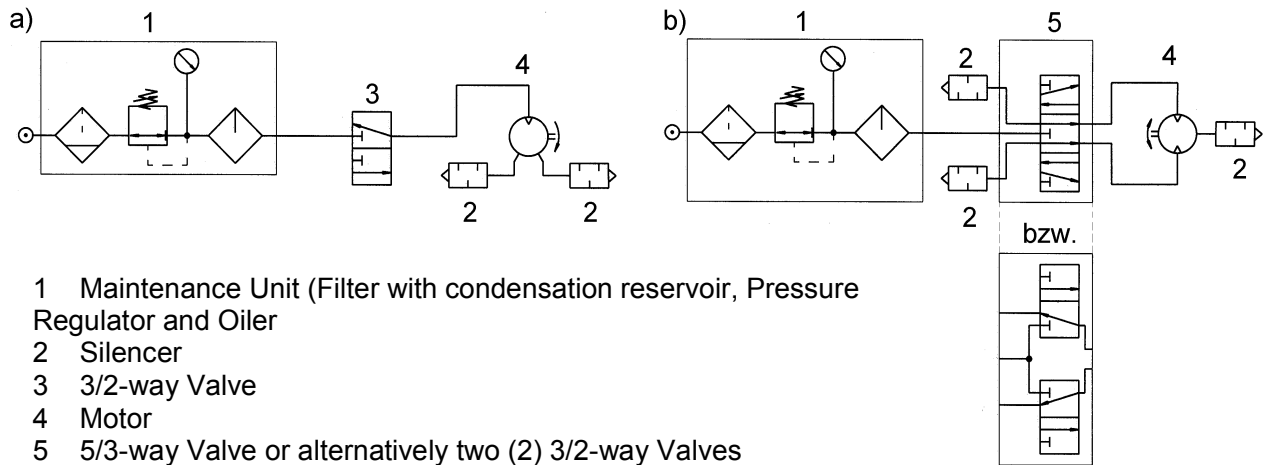 a)
1
3
4
2
2
b)
1
5
2
4
2
2
bzw.
1 Maintenance Unit (Filter with condensation reservoir, Pressure
Regulator and Oiler
2 Silencer
3 3/2-way Valve
4 Motor
5 5/3-way Valve or alternatively two (2) 3/2-way Valves